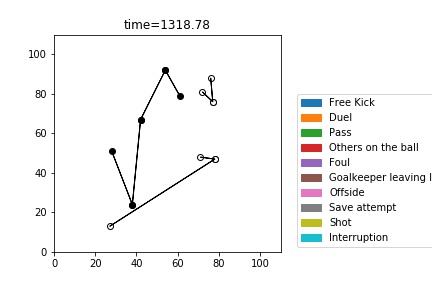 time=1318.78
100
80
60
40
20
0
0 20 40 60 80 100
Free Kick
Duel
Pass
Others on the ball
Foul
Goalkeeper leaving l
Offside
Save attempt
Shot
Interruption